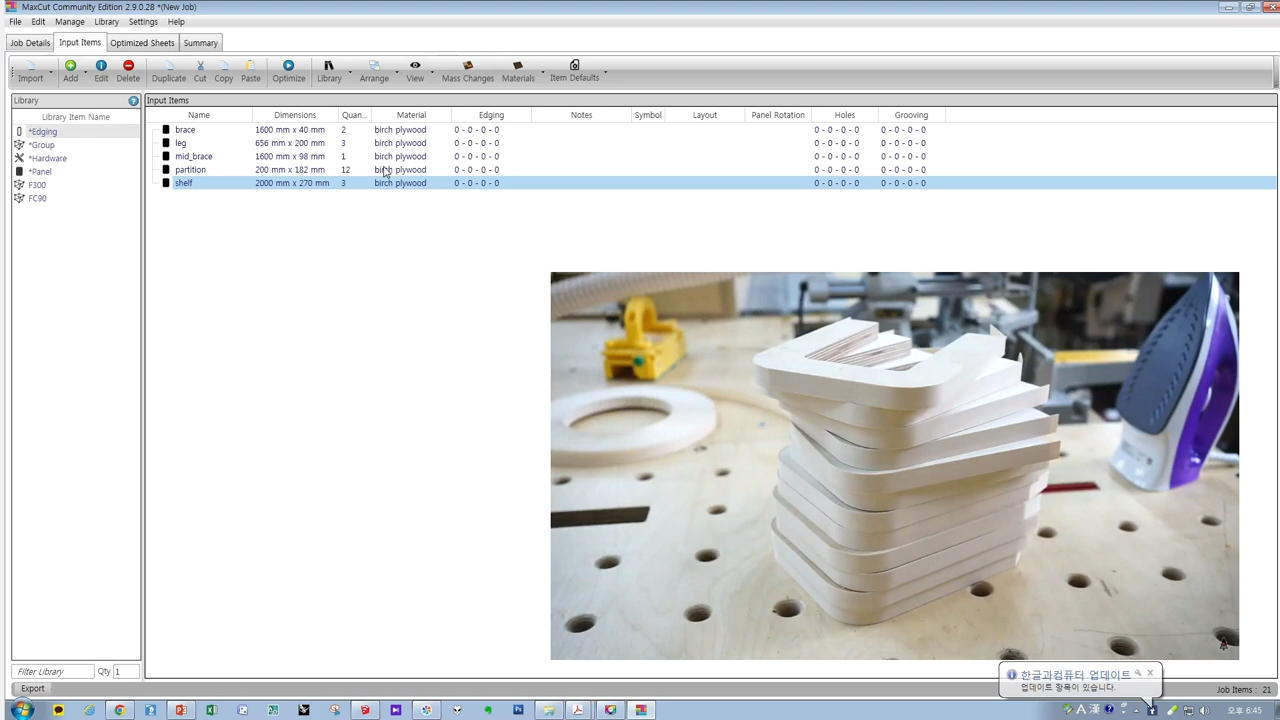 MaxCut Community Edition 2.9.0.28 *(New Job)
File Edit Manage Library Settings Help
Job Details Input Items Optimized Sheets Summary
Import Add Edit Delete Duplicate Cut Copy Paste Optimize Library Arrange View Mass Changes Materials Item Defaults
Library
Library Item Name
*Edging
*Group
*Hardware
*Panel
F300
FC90
Input Items
Name Dimensions Quan... Material Edging Notes Symbol Layout Panel Rotation Holes Grooving
brace 1600 mm x 40 mm 2 birch plywood 0 - 0 - 0 - 0 0 - 0 - 0 - 0 0 - 0 - 0 - 0
leg 656 mm x 200 mm 3 birch plywood 0 - 0 - 0 - 0 0 - 0 - 0 - 0 0 - 0 - 0 - 0
mid_brace 1600 mm x 98 mm 1 birch plywood 0 - 0 - 0 - 0 0 - 0 - 0 - 0 0 - 0 - 0 - 0
partition 200 mm x 182 mm 12 birch plywood 0 - 0 - 0 - 0 0 - 0 - 0 - 0 0 - 0 - 0 - 0
shelf 2000 mm x 270 mm 3 birch plywood 0 - 0 - 0 - 0 0 - 0 - 0 - 0 0 - 0 - 0 - 0
Filter Library Qty 1
한글과컴퓨터 업데이트
업데이트 항목이 있습니다.
Export Job Items : 21
A 漢 오후 6:45